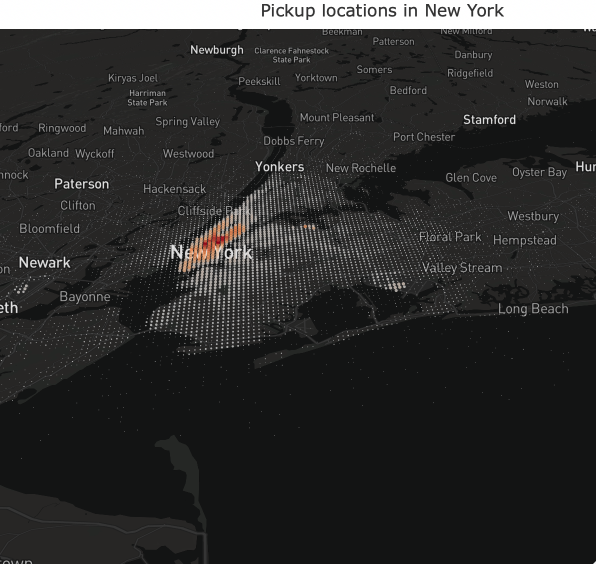 Pickup locations in New York
Beekman
New Milford
Patterson
Newburgh
Clarence Fahnestock
State Park
Danbury
Kiryas Joel
Peekskill
Yorktown
Somers
Ridgefield
Harriman
State Park
Bedford
Weston
Norwalk
Spring Valley
Mount Pleasant
Stamford
ford
Ringwood
Mahwah
Port Chester
Dobbs Ferry
Oakland
Wyckoff
Westwood
Yonkers
New Rochelle
Glen Cove
Oyster Bay
Hur
nnock
Paterson
Hackensack
Clifton
Cliffside Park
Westbury
Bloomfield
Floral Park
Hempstead
New York
on
Newark
Valley Stream
Bayonne
eth
Long Beach
own